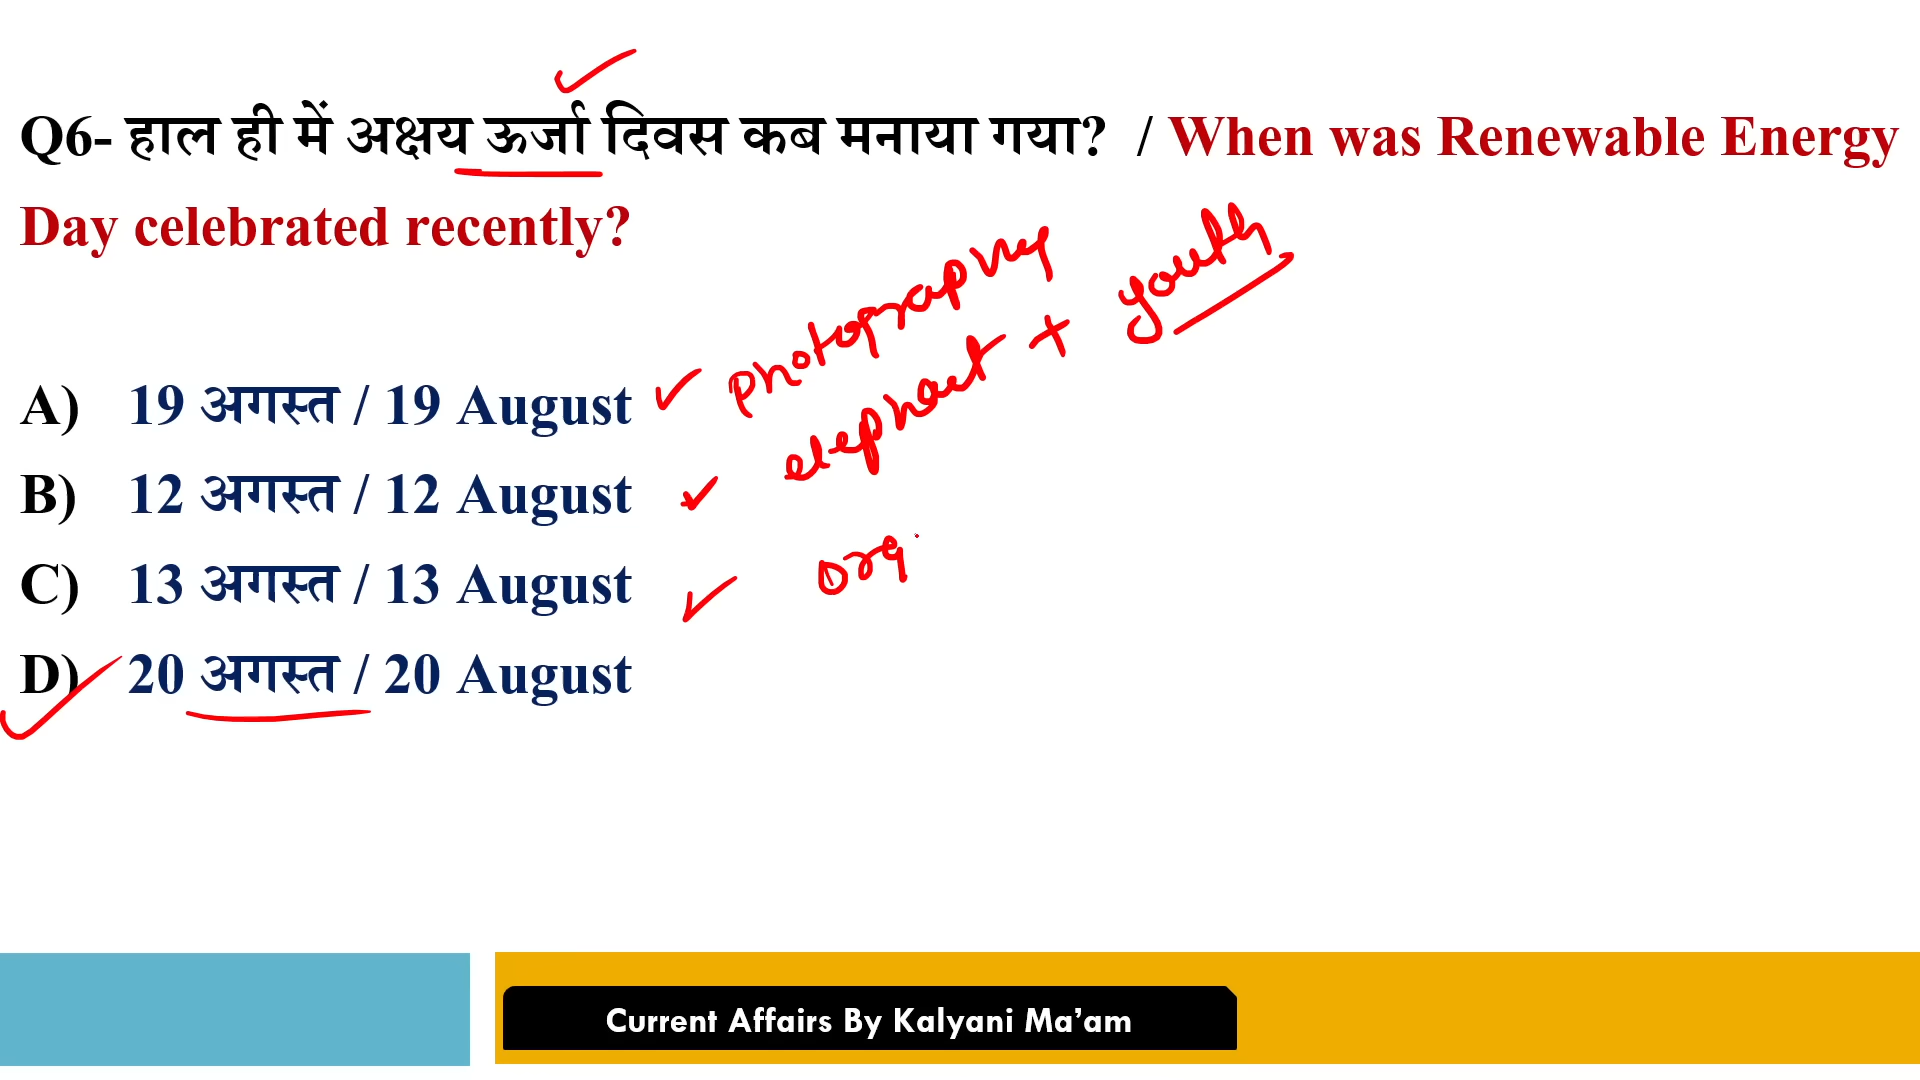 Q6- हाल ही में अक्षय ऊर्जा दिवस कब मनाया गया? / When was Renewable Energy
Day celebrated recently?
photography
elephant + youth
A) 19 अगस्त / 19 August
B) 12 अगस्त / 12 August
C) 13 अगस्त / 13 August
D) 20 अगस्त / 20 August
Current Affairs By Kalyani Ma’am